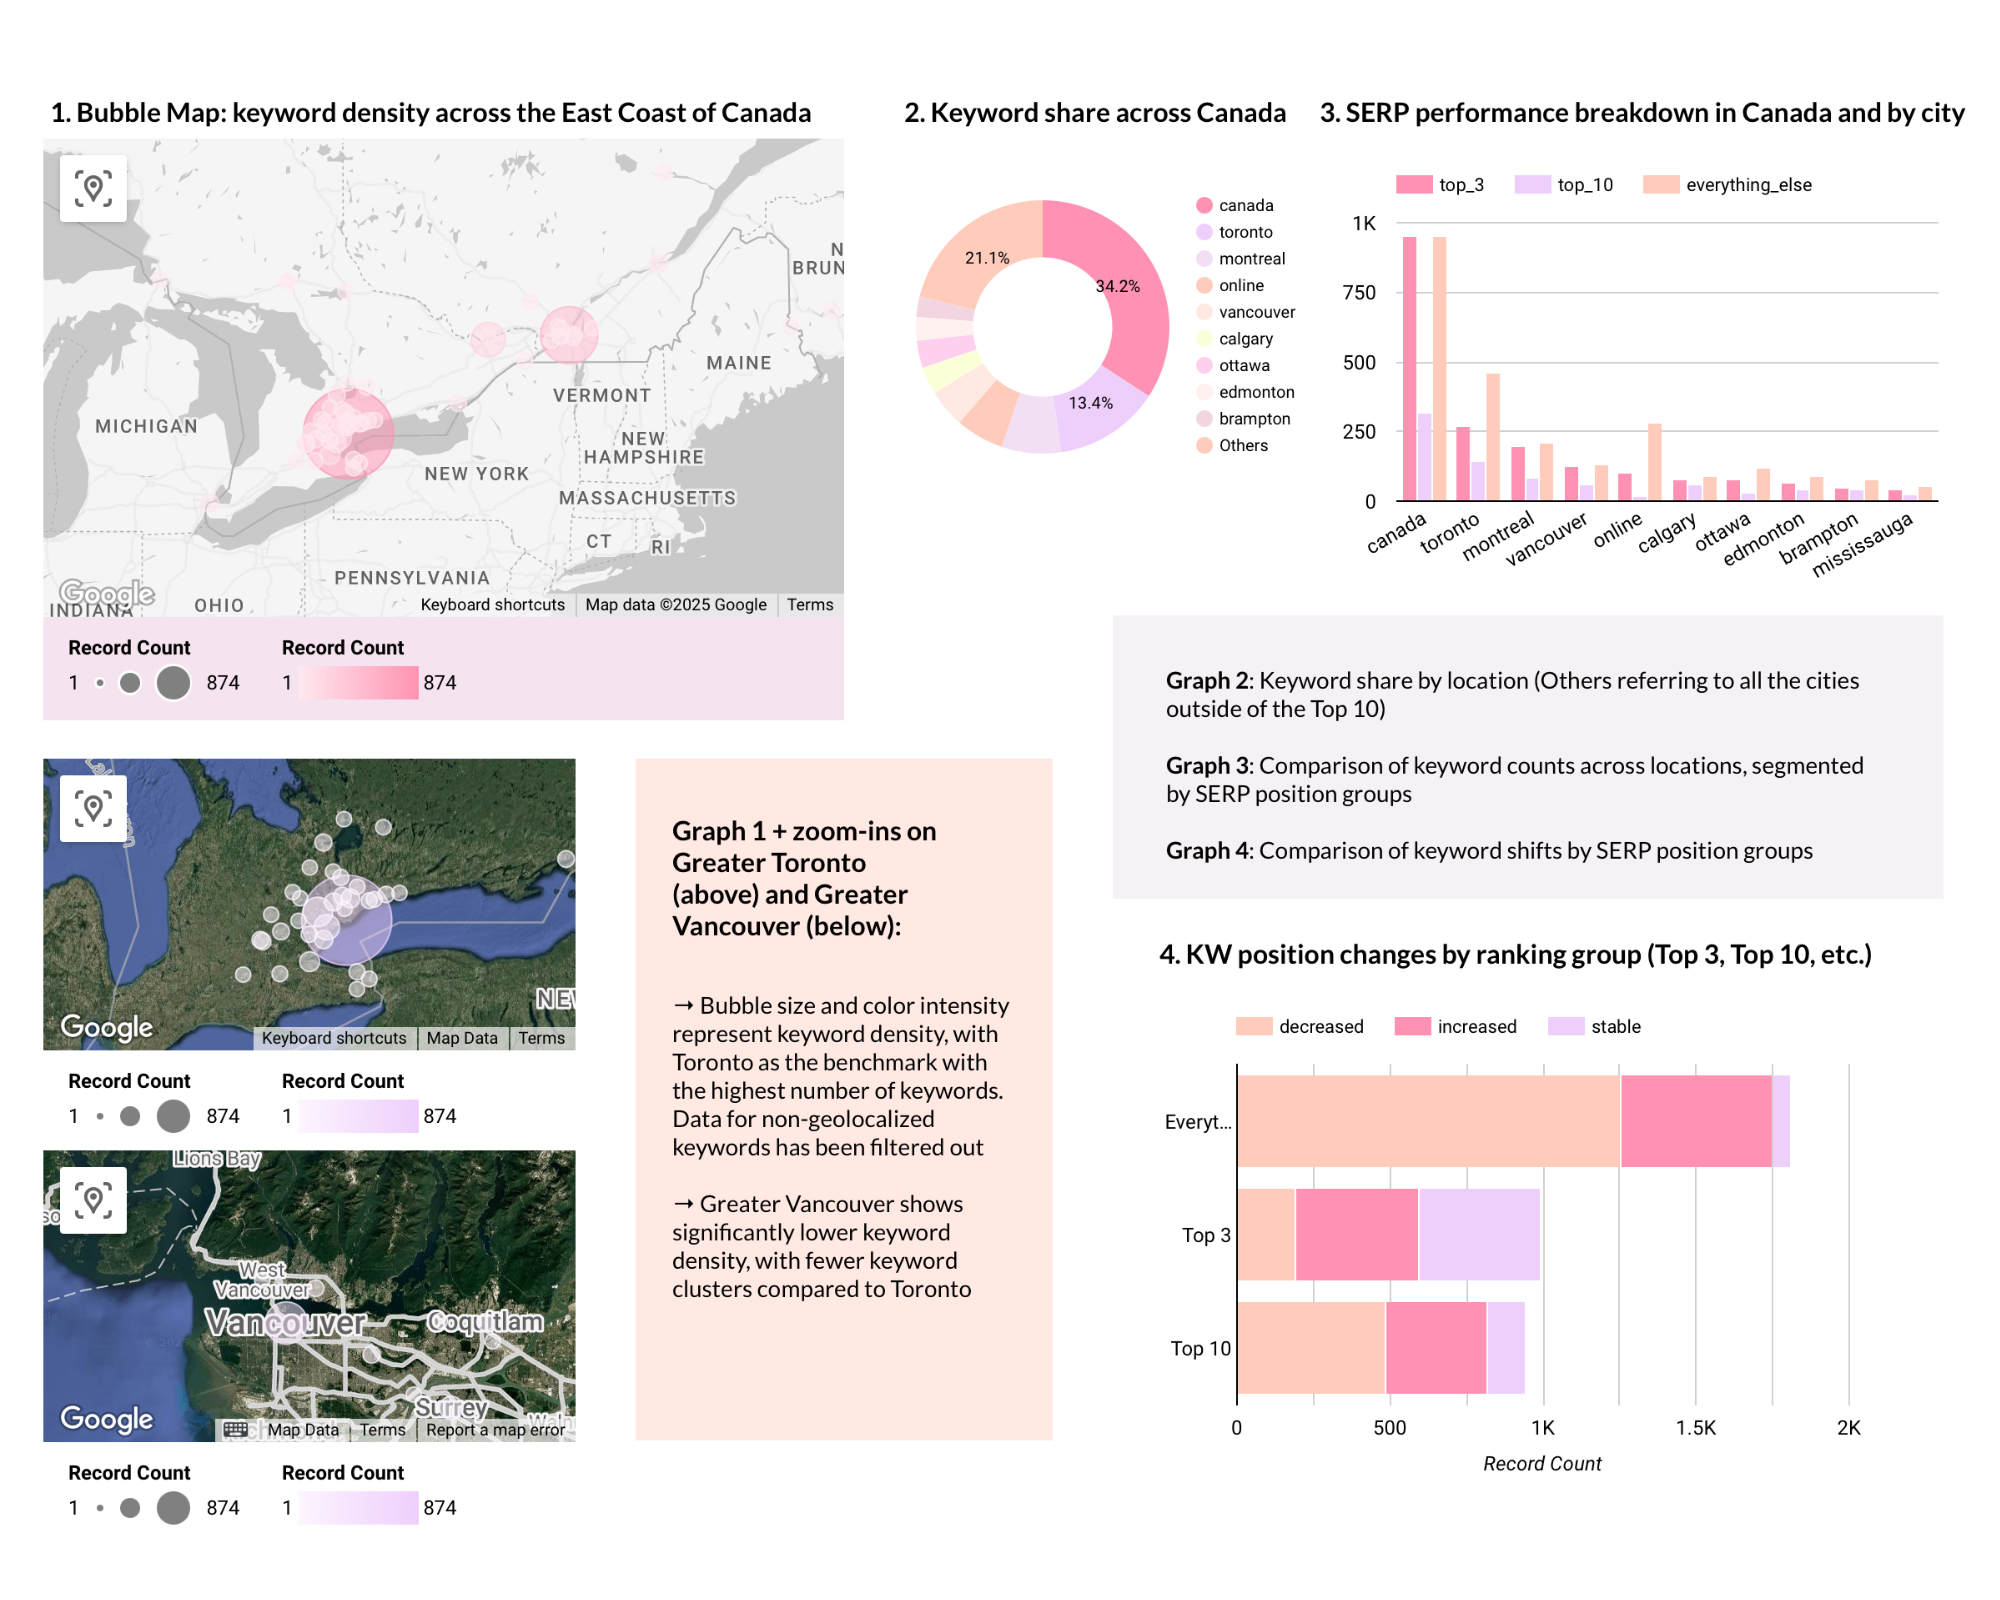 1. Bubble Map: keyword density across the East Coast of Canada
MICHIGAN
INDIANA
OHIO
PENNSYLVANIA
NEW YORK
VERMONT
NEW
HAMPSHIRE
MASSACHUSETTS
CT
RI
MAINE
N
BRUN
Google
Keyboard shortcuts
Map data ©2025 Google
Terms
Record Count
1
874
Record Count
1
874
2. Keyword share across Canada
21.1%
34.2%
13.4%
canada
toronto
montreal
online
vancouver
calgary
ottawa
edmonton
brampton
Others
3. SERP performance breakdown in Canada and by city
top_3
top_10
everything_else
1K
750
500
250
0
canada
toronto
montreal
vancouver
online
calgary
ottawa
edmonton
brampton
mississauga
Graph 2: Keyword share by location (Others referring to all the cities
outside of the Top 10)
Graph 3: Comparison of keyword counts across locations, segmented
by SERP position groups
Graph 4: Comparison of keyword shifts by SERP position groups
NEW
Google
Keyboard shortcuts
Map Data
Terms
Record Count
1
874
Record Count
1
874
Lions Bay
West
Vancouver
Vancouver
Coquitlam
Surrey
Google
Map Data
Terms
Report a map error
Record Count
1
874
Record Count
1
874
Graph 1 + zoom-ins on
Greater Toronto
(above) and Greater
Vancouver (below):
→ Bubble size and color intensity
represent keyword density, with
Toronto as the benchmark with
the highest number of keywords.
Data for non-geolocalized
keywords has been filtered out
→ Greater Vancouver shows
significantly lower keyword
density, with fewer keyword
clusters compared to Toronto
4. KW position changes by ranking group (Top 3, Top 10, etc.)
decreased
increased
stable
Everyt...
Top 3
Top 10
0
500
1K
1.5K
2K
Record Count